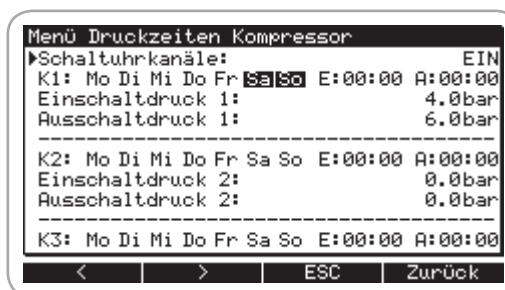 Menü Druckzeiten Kompressor
▶Schaltuhrkanäle: EIN
K1: Mo Di Mi Do Fr Sa So E:00:00 A:00:00
Einschaltdruck 1: 4.0bar
Ausschaltdruck 1: 6.0bar
----------------------------------------
K2: Mo Di Mi Do Fr Sa So E:00:00 A:00:00
Einschaltdruck 2: 0.0bar
Ausschaltdruck 2: 0.0bar
----------------------------------------
K3: Mo Di Mi Do Fr Sa So E:00:00 A:00:00
< > ESC Zurück